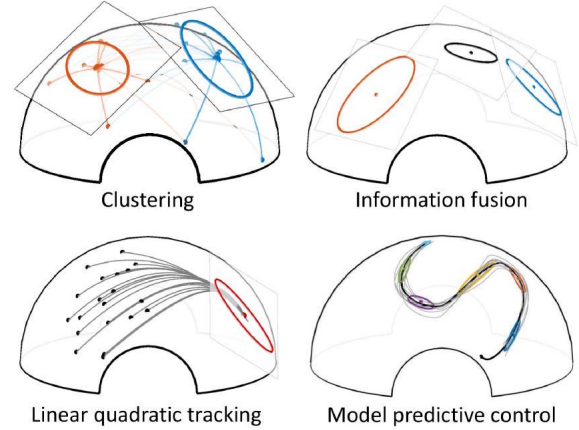 Clustering
Information fusion
Linear quadratic tracking
Model predictive control